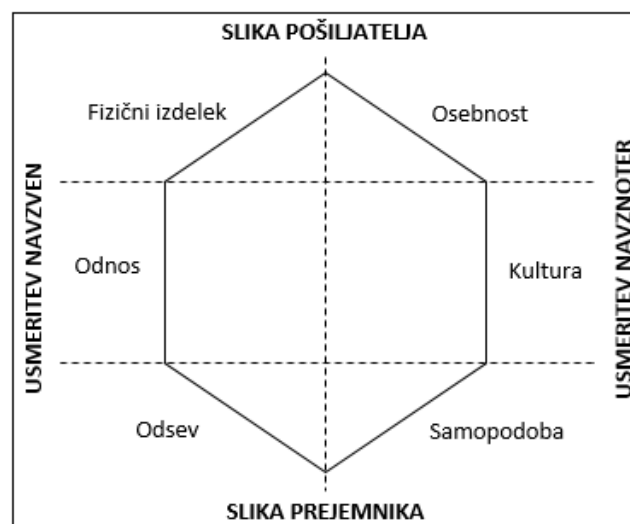 SLIKA POŠILJATELJA
Fizični izdelek
Osebnost
USMERITEV NAVZVEN
USMERITEV NAVZNOTER
Odnos
Kultura
Odsev
Samopodoba
SLIKA PREJEMNIKA